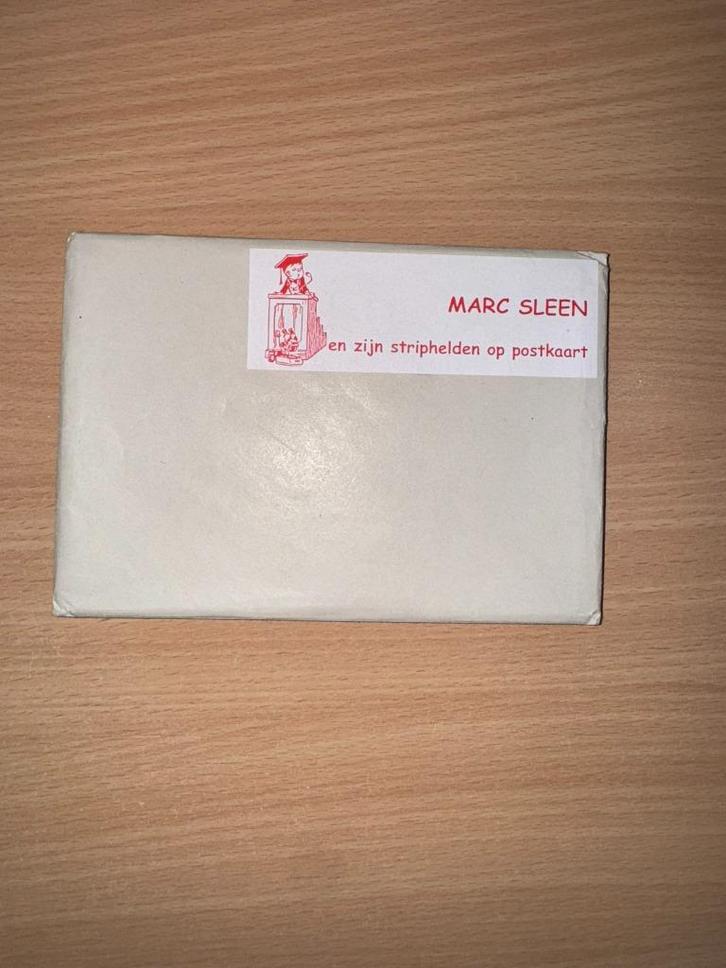 MARC SLEEN
en zijn striphelden op postkaart